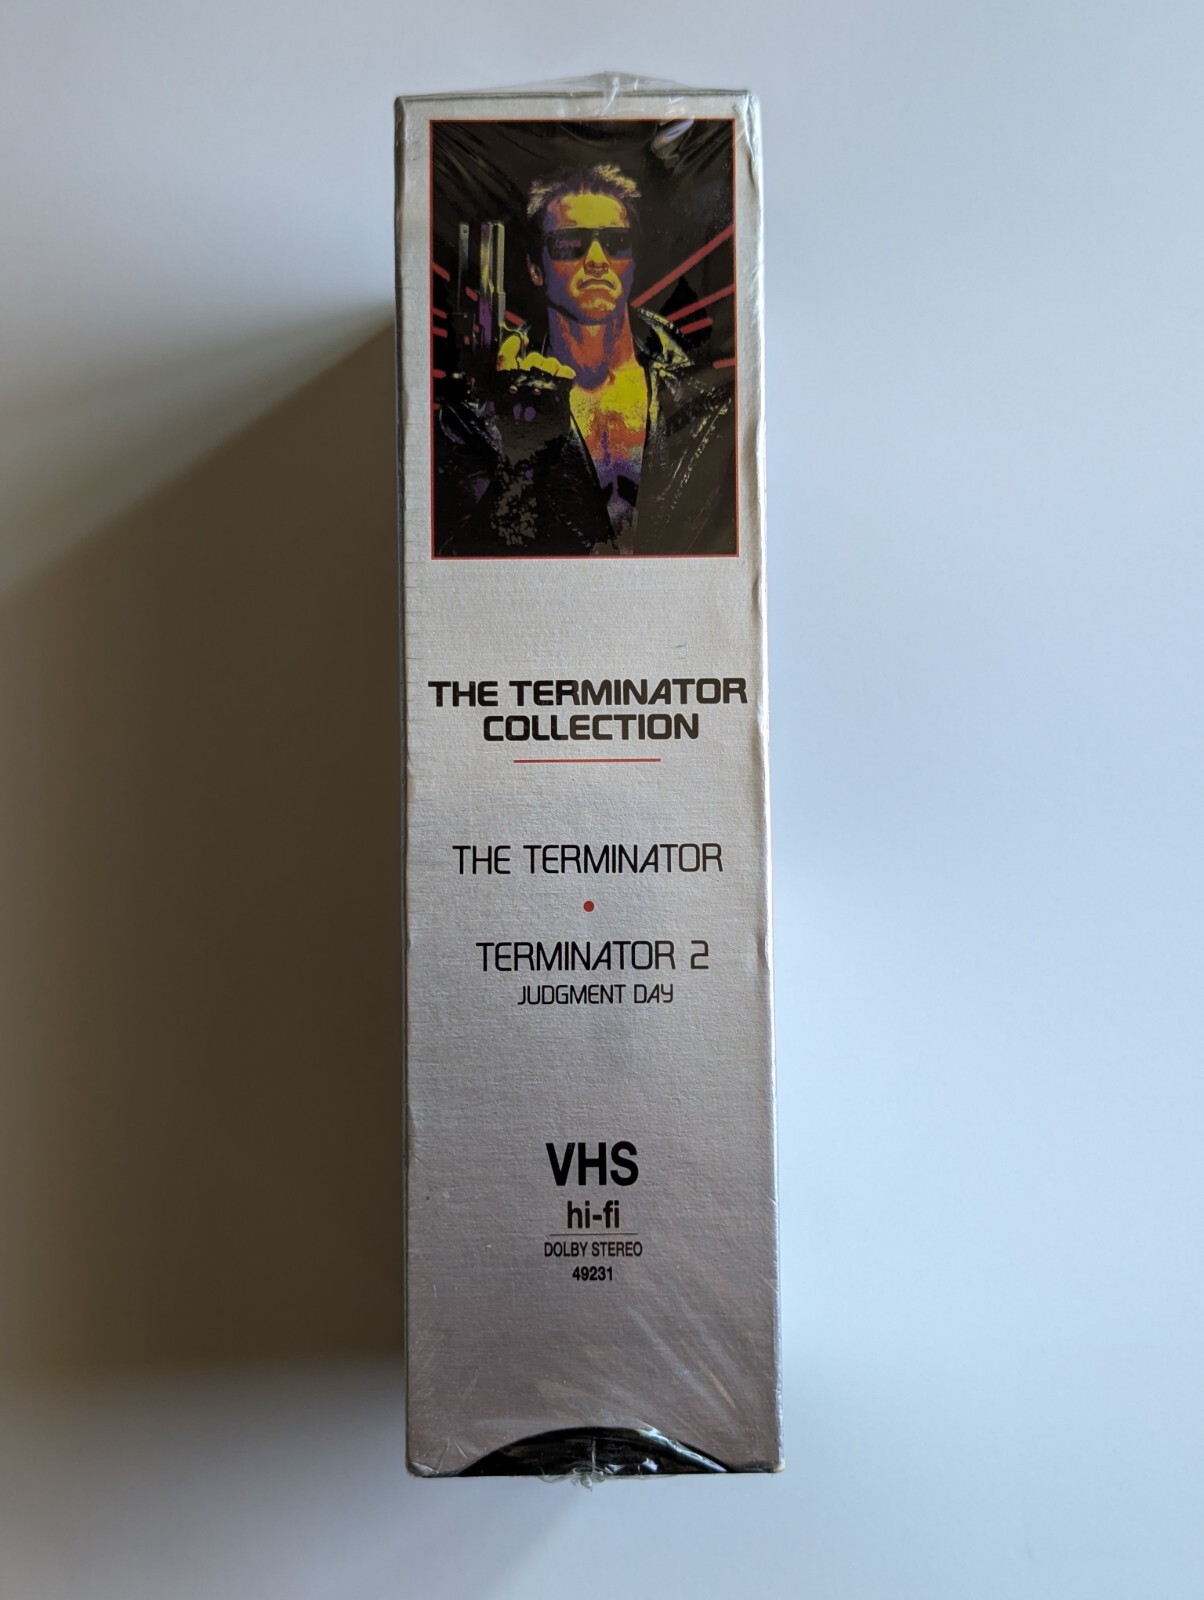 THE TERMINATOR
COLLECTION
THE TERMINATOR
TERMINATOR 2
JUDGMENT DAY
VHS
hi-fi
DOLBY STEREO
49231